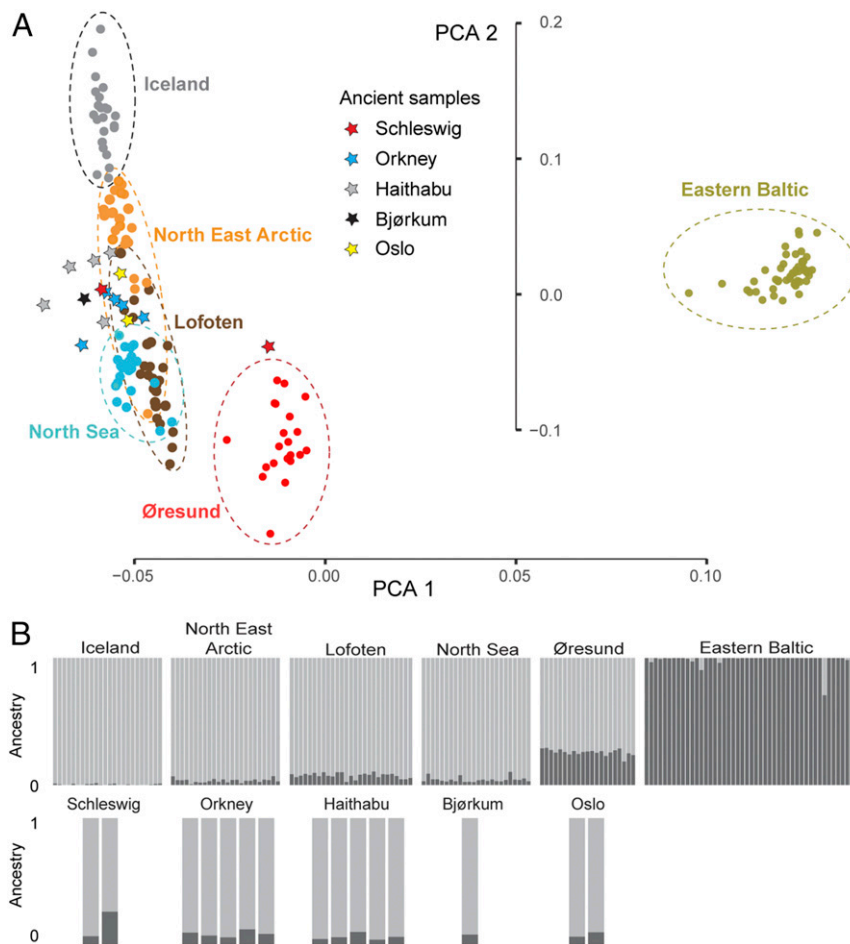 A
PCA 2
0.2
Iceland
Ancient samples
Schleswig
Orkney
Haithabu
Bjørkum
Oslo
0.1
Eastern Baltic
North East Arctic
0.0
Lofoten
North Sea
−0.1
Øresund
−0.05
0.00
0.05
0.10
PCA 1
B
Iceland
North East
Arctic
Lofoten
North Sea
Øresund
Eastern Baltic
1
Ancestry
0
Schleswig
Orkney
Haithabu
Bjørkum
Oslo
1
Ancestry
0